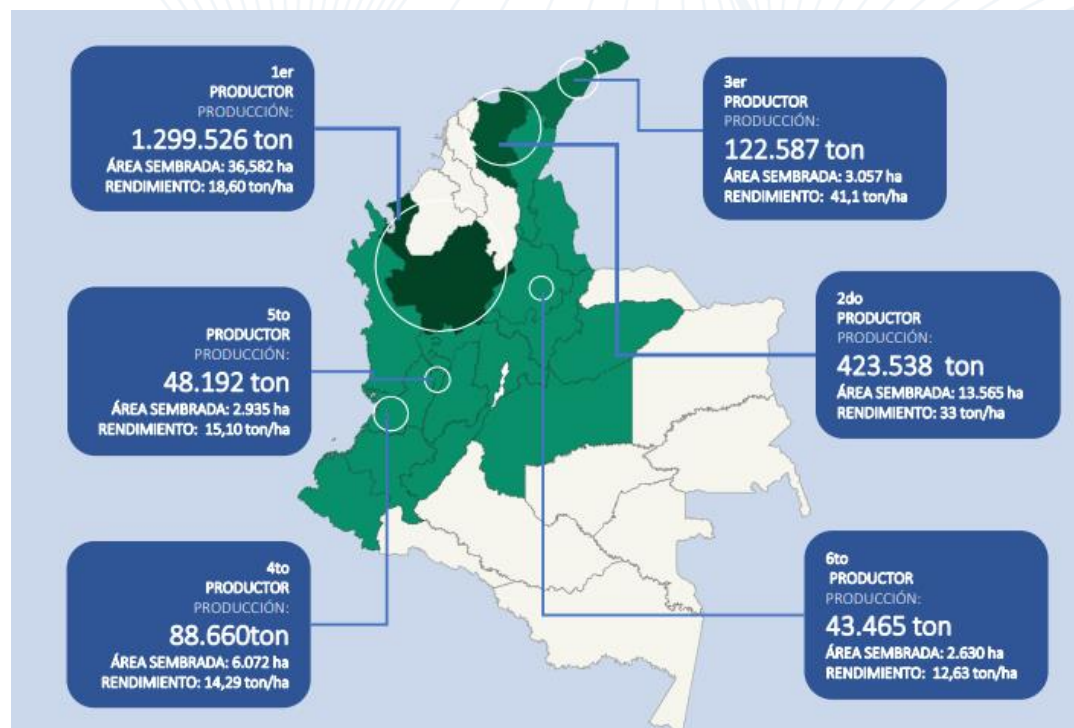 1er
PRODUCTOR
PRODUCCIÓN:
1.299.526 ton
ÁREA SEMBRADA: 36,582 ha
RENDIMIENTO: 18,60 ton/ha
3er
PRODUCTOR
PRODUCCIÓN:
122.587 ton
ÁREA SEMBRADA: 3.057 ha
RENDIMIENTO: 41,1 ton/ha
5to
PRODUCTOR
PRODUCCIÓN:
48.192 ton
ÁREA SEMBRADA: 2.935 ha
RENDIMIENTO: 15,10 ton/ha
2do
PRODUCTOR
PRODUCCIÓN:
423.538 ton
ÁREA SEMBRADA: 13.565 ha
RENDIMIENTO: 33 ton/ha
4to
PRODUCTOR
PRODUCCIÓN:
88.660ton
ÁREA SEMBRADA: 6.072 ha
RENDIMIENTO: 14,29 ton/ha
6to
PRODUCTOR
PRODUCCIÓN:
43.465 ton
ÁREA SEMBRADA: 2.630 ha
RENDIMIENTO: 12,63 ton/ha